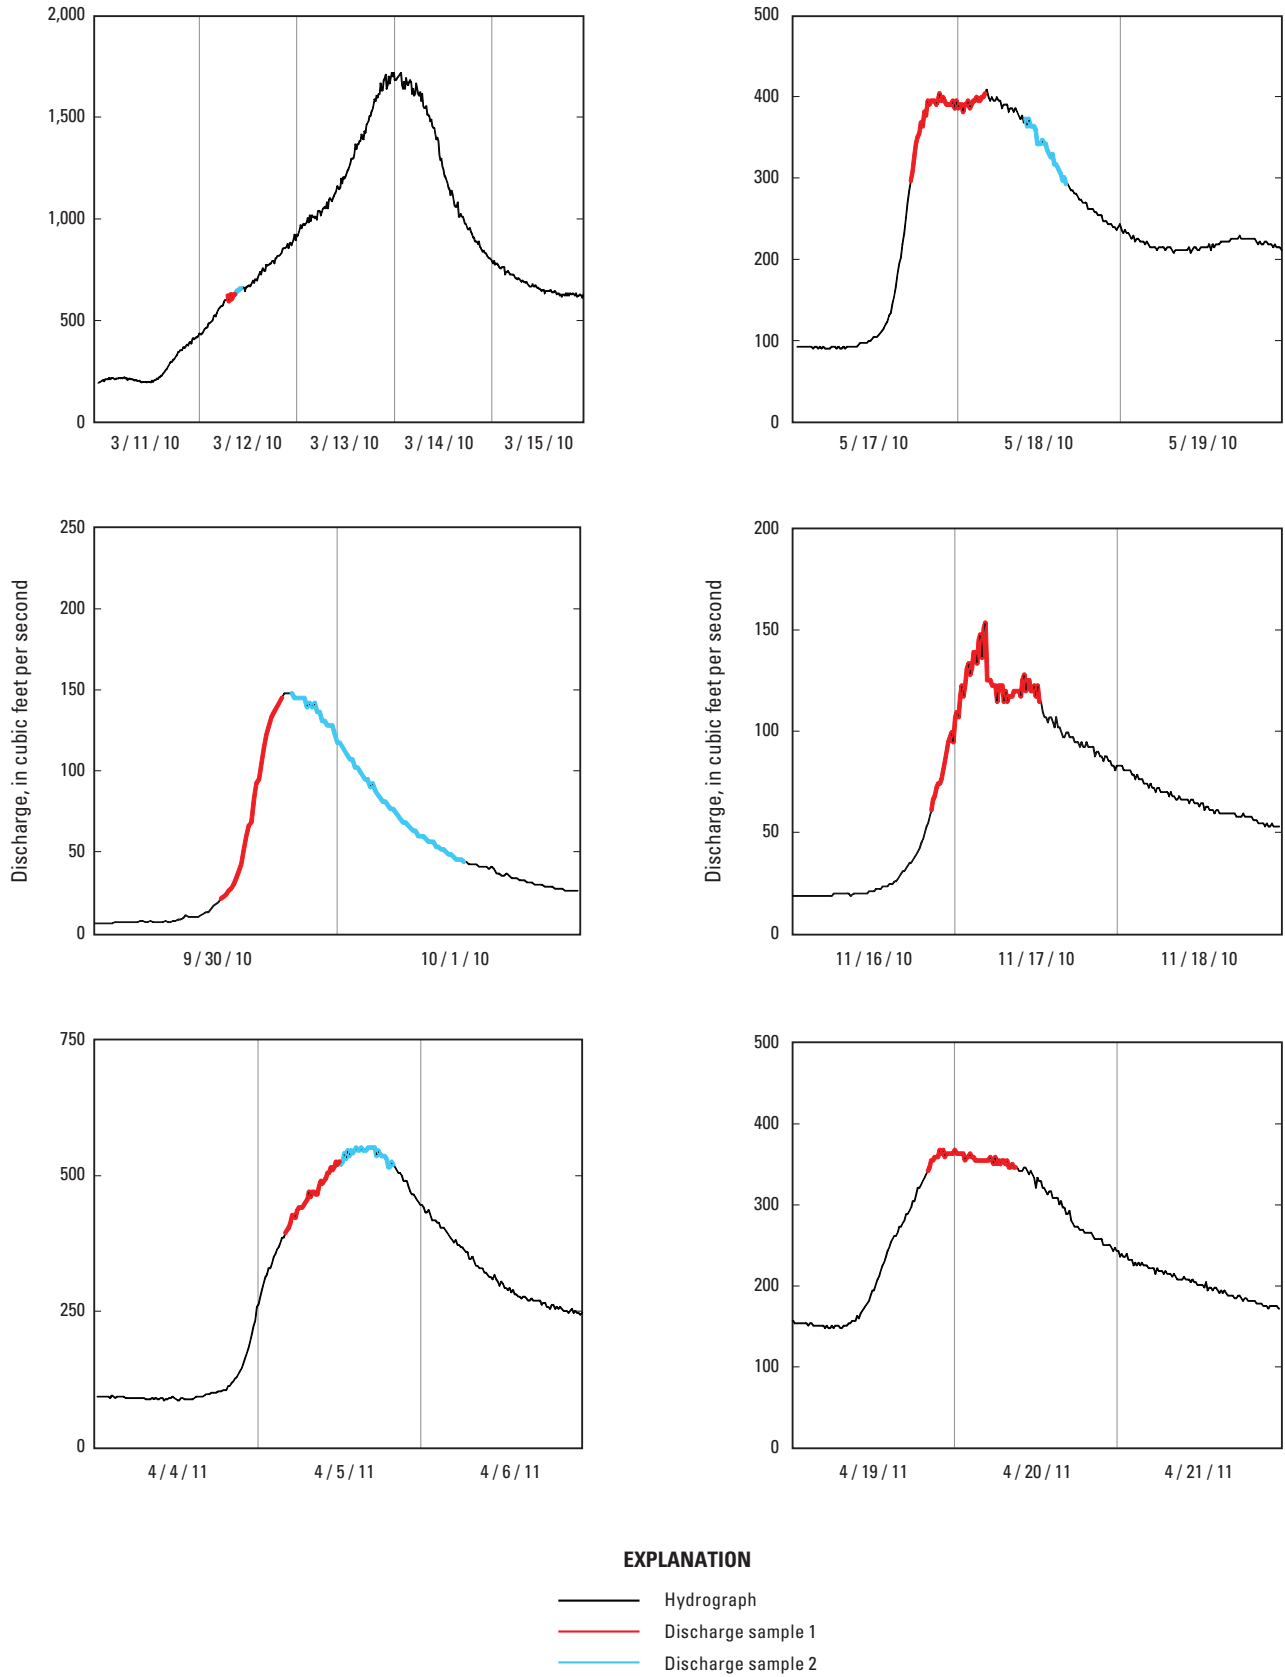 2,000
1,500
1,000
500
0
3 / 11 / 10 3 / 12 / 10 3 / 13 / 10 3 / 14 / 10 3 / 15 / 10
500
400
300
200
100
0
5 / 17 / 10 5 / 18 / 10 5 / 19 / 10
Discharge, in cubic feet per second
250
200
150
100
50
0
9 / 30 / 10 10 / 1 / 10
Discharge, in cubic feet per second
200
150
100
50
0
11 / 16 / 10 11 / 17 / 10 11 / 18 / 10
750
500
250
0
4 / 4 / 11 4 / 5 / 11 4 / 6 / 11
500
400
300
200
100
0
4 / 19 / 11 4 / 20 / 11 4 / 21 / 11
EXPLANATION
Hydrograph
Discharge sample 1
Discharge sample 2